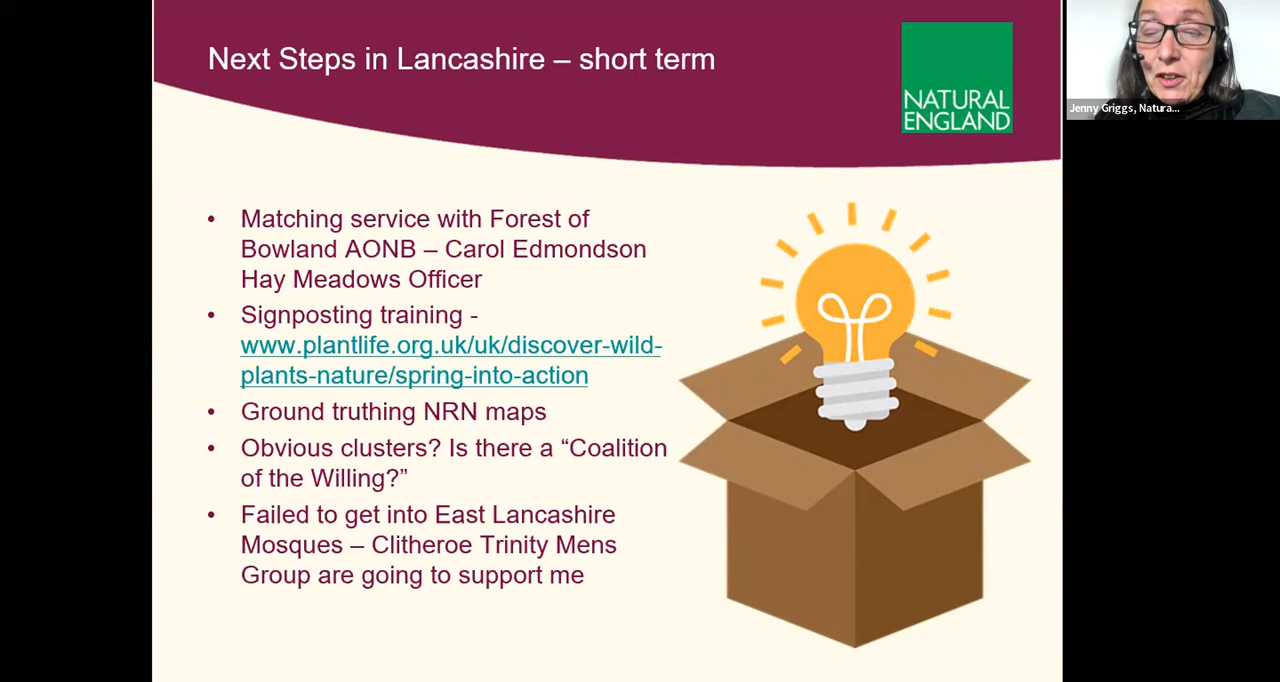 Next Steps in Lancashire – short term
NATURAL
ENGLAND
Jenny Griggs, Natura...
• Matching service with Forest of
Bowland AONB – Carol Edmondson
Hay Meadows Officer
• Signposting training -
www.plantlife.org.uk/uk/discover-wild-
plants-nature/spring-into-action
• Ground truthing NRN maps
• Obvious clusters? Is there a “Coalition
of the Willing?”
• Failed to get into East Lancashire
Mosques – Clitheroe Trinity Mens
Group are going to support me